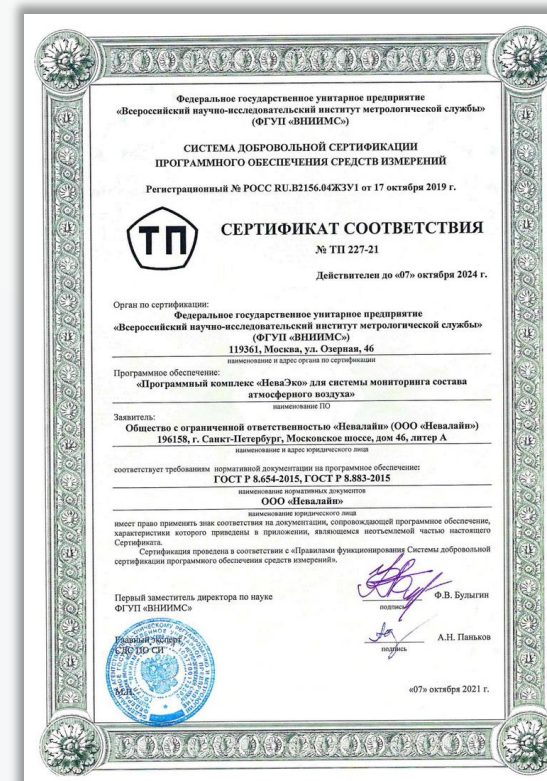 Федеральное государственное унитарное предприятие
«Всероссийский научно-исследовательский институт метрологической службы»
(ФГУП «ВНИИМС»)
СИСТЕМА ДОБРОВОЛЬНОЙ СЕРТИФИКАЦИИ
ПРОГРАММНОГО ОБЕСПЕЧЕНИЯ СРЕДСТВ ИЗМЕРЕНИЙ
Регистрационный № РОСС RU.B2156.04ЖЗУ1 от 17 октября 2019 г.
ТП
СЕРТИФИКАТ СООТВЕТСТВИЯ
№ ТП 227-21
Действителен до «07» октября 2024 г.
Орган по сертификации:
Федеральное государственное унитарное предприятие
«Всероссийский научно-исследовательский институт метрологической службы»
(ФГУП «ВНИИМС»)
119361, Москва, ул. Озерная, 46
наименование и адрес органа по сертификации
Программное обеспечение:
«Программный комплекс «НеваЭко» для системы мониторинга состава
атмосферного воздуха»
наименование ПО
Заявитель:
Общество с ограниченной ответственностью «Невалайн» (ООО «Невалайн»)
196158, г. Санкт-Петербург, Московское шоссе, дом 46, литер А
наименование и адрес юридического лица
соответствует требованиям нормативной документации на программное обеспечение:
ГОСТ Р 8.654-2015, ГОСТ Р 8.883-2015
наименование нормативных документов
ООО «Невалайн»
наименование юридического лица
имеет право применять знак соответствия на документации, сопровождающей программное обеспечение,
характеристики которого приведены в приложении, являющемся неотъемлемой частью настоящего
Сертификата.
Сертификация проведена в соответствии с «Правилами функционирования Системы добровольной
сертификации программного обеспечения средств измерений».
Первый заместитель директора по науке
ФГУП «ВНИИМС»
Ф.В. Булыгин
подпись
Главный эксперт
СДС ПО СИ
А.Н. Паньков
подпись
М.П.
«07» октября 2021 г.